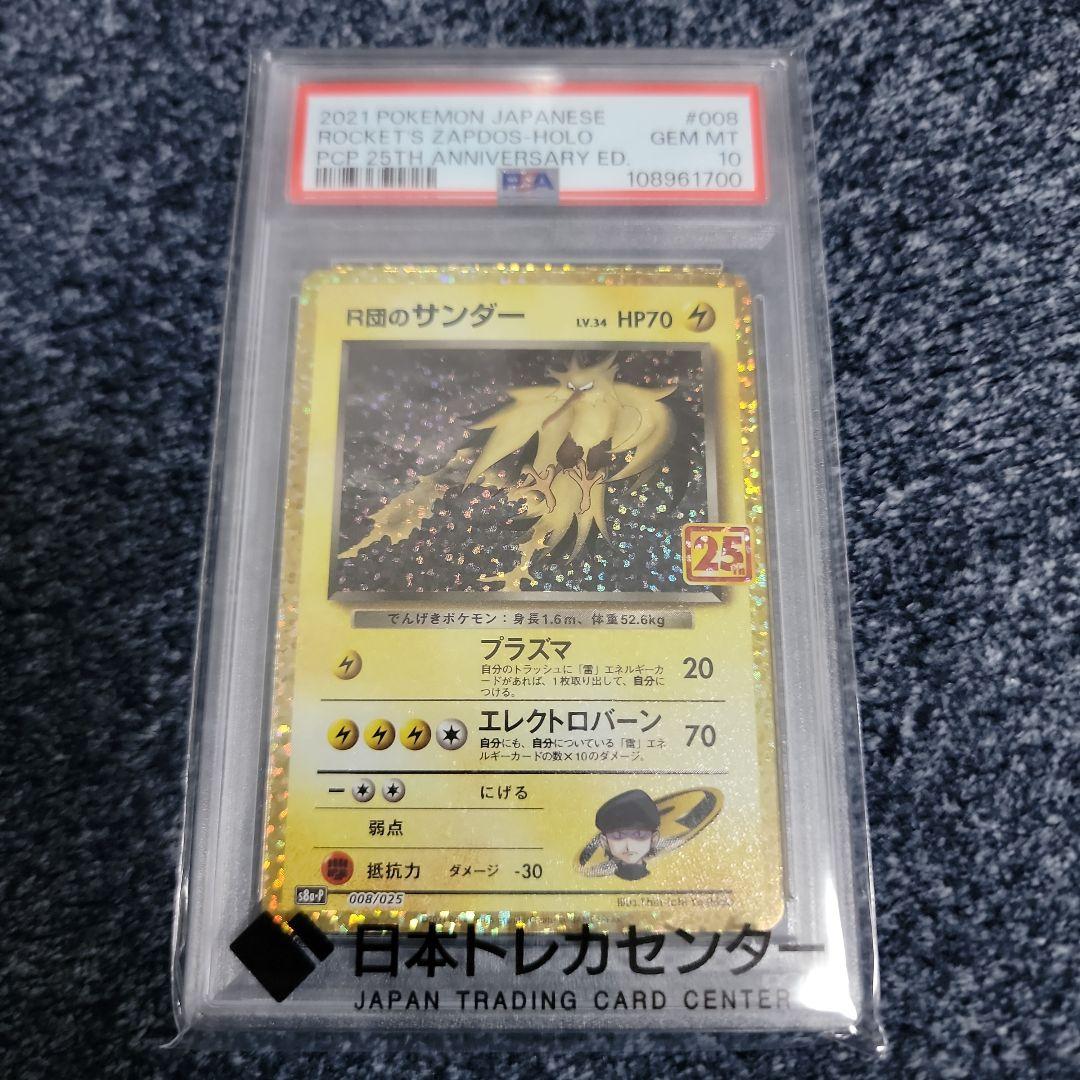 2021 POKEMON JAPANESE #008
ROCKET'S ZAPDOS-HOLO GEM MT
PCP 25TH ANNIVERSARY ED. 10
PSA 108961700
R団のサンダー LV.34 HP70
25TH
でんげきポケモン：身長1.6m、体重52.6kg
プラズマ 20
自分のトラッシュに「雷」エネルギーカ
ードがあれば、1枚取り出して、自分に
つける。
エレクトロバーン 70
自分にも、自分についている「雷」エネ
ルギーカードの数×10のダメージ。
にげる
弱点
抵抗力 ダメージ -30
R
s8a-P 008/025
日本トレカセンター
JAPAN TRADING CARD CENTER